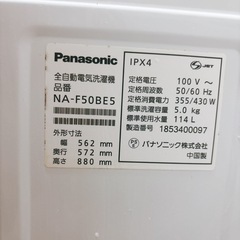 Panasonic
全自動電気洗濯機
品番
NA-F50BE5
外形寸法
幅 562 mm
奥行 572 mm
高さ 880 mm
IPX4
JET
定格電圧 100 V ～
定格周波数 50/60 Hz
定格消費電力 355/430 W
標準洗濯容量 5.0 kg
標準使用水量 114 L
製造番号 1853400097
パナソニック株式会社
中国製